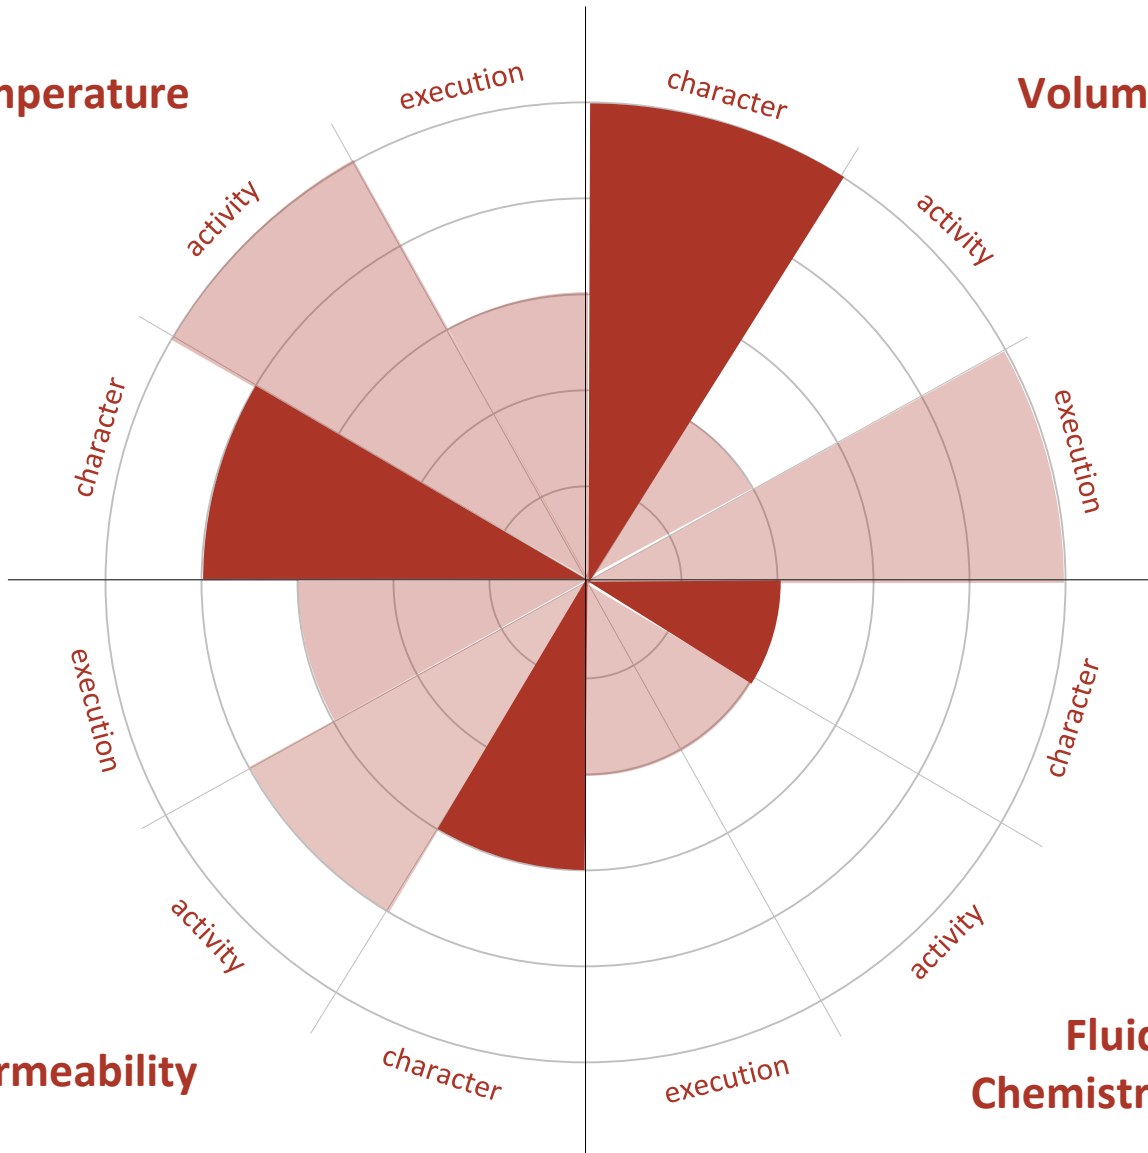 mperature
execution
character
Volum
activity
activity
character
execution
execution
character
activity
activity
rmeability
character
execution
Fluid
Chemistr